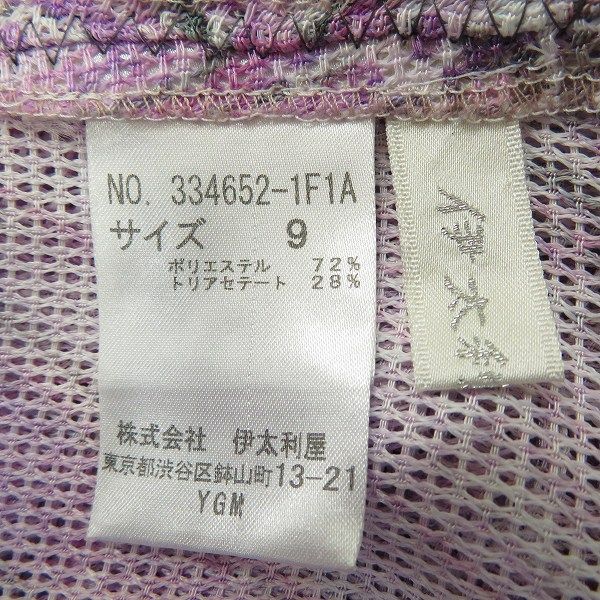 NO. 334652-1F1A
サイズ 9
ポリエステル 72%
トリアセテート 28%
株式会社 伊太利屋
東京都渋谷区鉢山町13-21
YGM